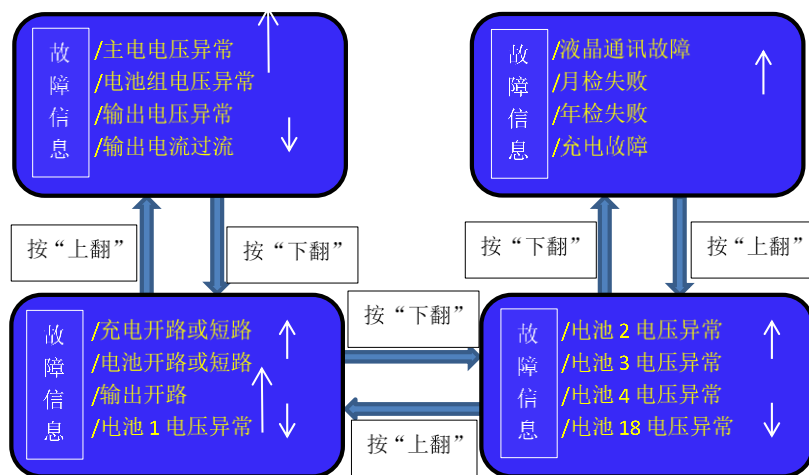 故障信息
/主电电压异常
/电池组电压异常
/输出电压异常
/输出电流过流
故障信息
/液晶通讯故障
/月检失败
/年检失败
/充电故障
按“上翻”
按“下翻”
按“下翻”
按“上翻”
故障信息
/充电开路或短路
/电池开路或短路
/输出开路
/电池1电压异常
按“下翻”
按“上翻”
故障信息
/电池2电压异常
/电池3电压异常
/电池4电压异常
/电池18电压异常